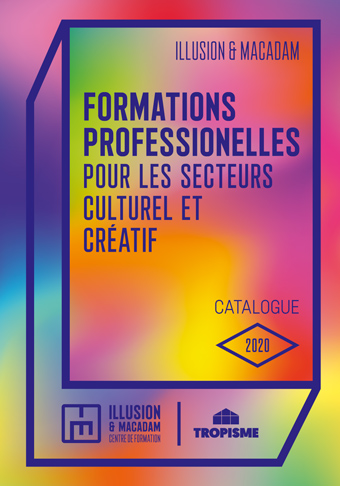 ILLUSION & MACADAM
FORMATIONS
PROFESSIONELLES
POUR LES SECTEURS
CULTUREL ET
CRÉATIF
CATALOGUE
2020
ILLUSION
& MACADAM
CENTRE DE FORMATION
TROPISME